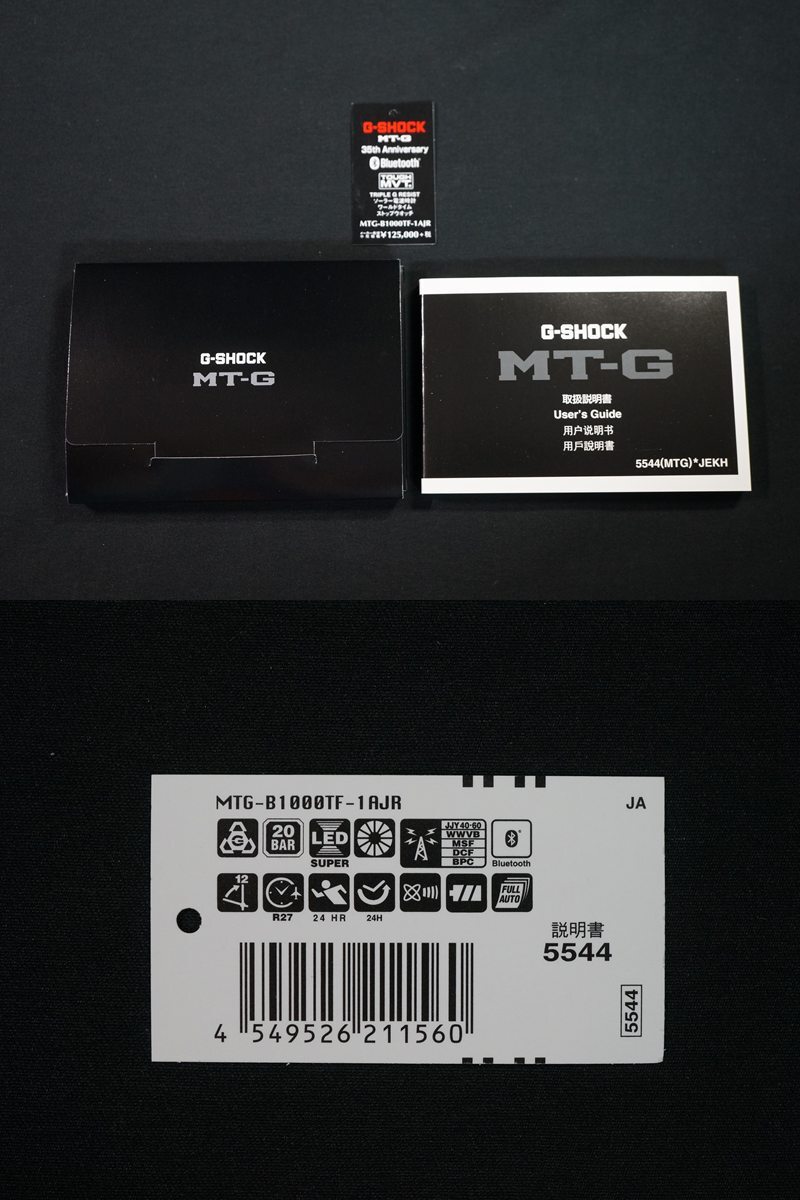 G-SHOCK
MT-G
35th Anniversary
Bluetooth®
TOUGH
MVT.
TRIPLE G RESIST
ソーラー電波時計
ワールドタイム
ストップウオッチ
MTG-B1000TF-1AJR
¥125,000+税
G-SHOCK
MT-G
G-SHOCK
MT-G
取扱説明書
User's Guide
用户说明书
用戶說明書
5544(MTG)*JEKH
MTG-B1000TF-1AJR
JA
G
20
BAR
LED
SUPER
JJY40·60
WWVB
MSF
DCF
BPC
Bluetooth
12
R27
24 HR
24H
FULL
AUTO
説明書
5544
5544
4 549526 211560